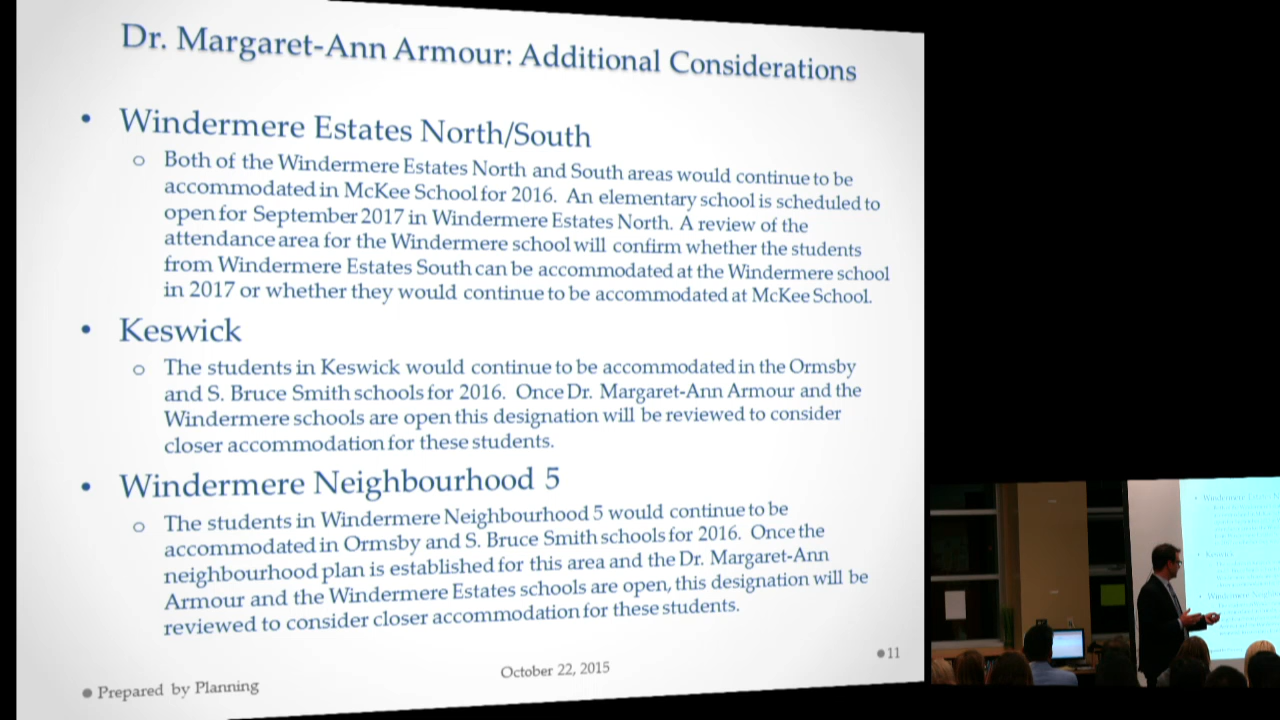 Dr. Margaret-Ann Armour: Additional Considerations
• Windermere Estates North/South
o Both of the Windermere Estates North and South areas would continue to be
accommodated in McKee School for 2016. An elementary school is scheduled to
open for September 2017 in Windermere Estates North. A review of the
attendance area for the Windermere school will confirm whether the students
from Windermere Estates South can be accommodated at the Windermere school
in 2017 or whether they would continue to be accommodated at McKee School.
• Keswick
o The students in Keswick would continue to be accommodated in the Ormsby
and S. Bruce Smith schools for 2016. Once Dr. Margaret-Ann Armour and the
Windermere schools are open this designation will be reviewed to consider
closer accommodation for these students.
• Windermere Neighbourhood 5
o The students in Windermere Neighbourhood 5 would continue to be
accommodated in Ormsby and S. Bruce Smith schools for 2016. Once the
neighbourhood plan is established for this area and the Dr. Margaret-Ann
Armour and the Windermere Estates schools are open, this designation will be
reviewed to consider closer accommodation for these students.
• Prepared by Planning
October 22, 2015
• 11